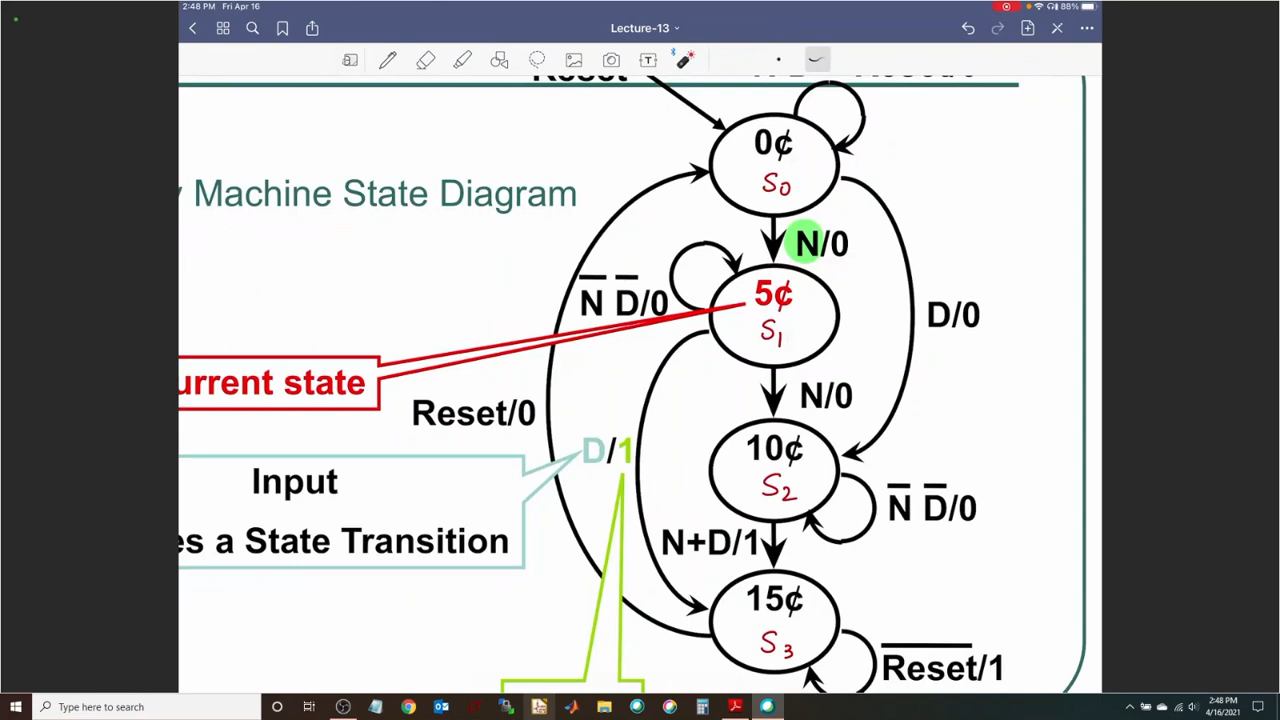 2:48 PM Fri Apr 16
88%
Lecture-13
Reset
0¢
S0
Machine State Diagram
N/0
N̅ D̅/0
5¢
S1
D/0
urrent state
N/0
Reset/0
D/1
10¢
S2
Input
N̅ D̅/0
es a State Transition
N+D/1
15¢
S3
R̅e̅s̅e̅t̅/1
Type here to search
2:48 PM
4/16/2021